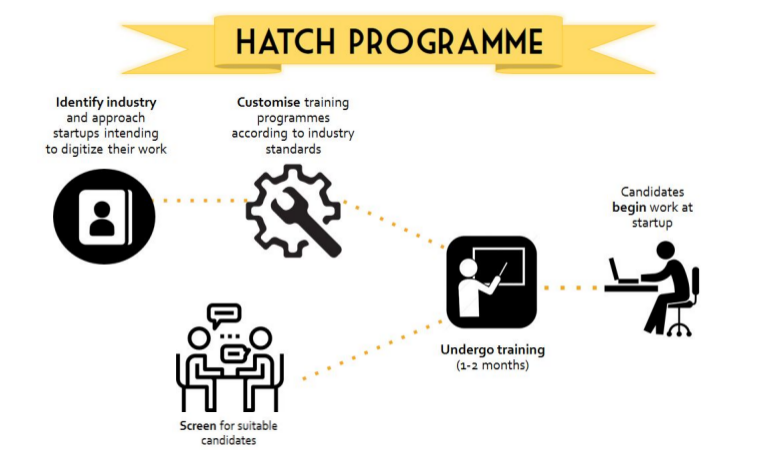 HATCH PROGRAMME
Identify industry
and approach
startups intending
to digitize their work
Customise training
programmes
according to industry
standards
Candidates
begin work at
startup
Undergo training
(1-2 months)
Screen for suitable
candidates